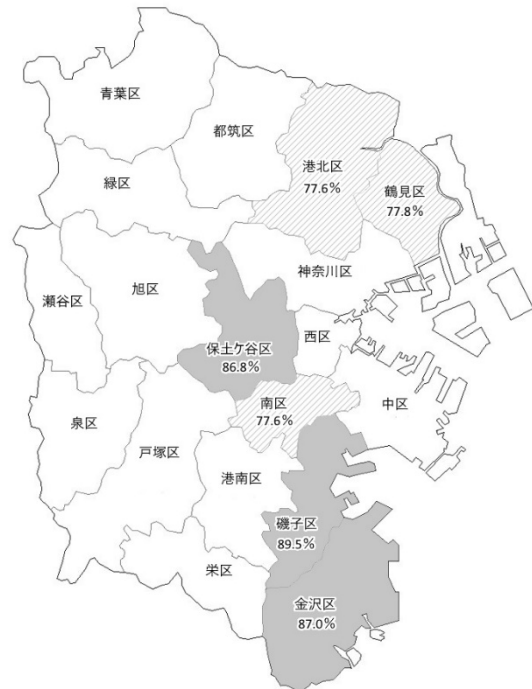 青葉区
都筑区
港北区
77.6%
鶴見区
77.8%
緑区
神奈川区
瀬谷区
旭区
保土ケ谷区
86.8%
西区
南区
77.6%
中区
泉区
戸塚区
港南区
磯子区
89.5%
栄区
金沢区
87.0%